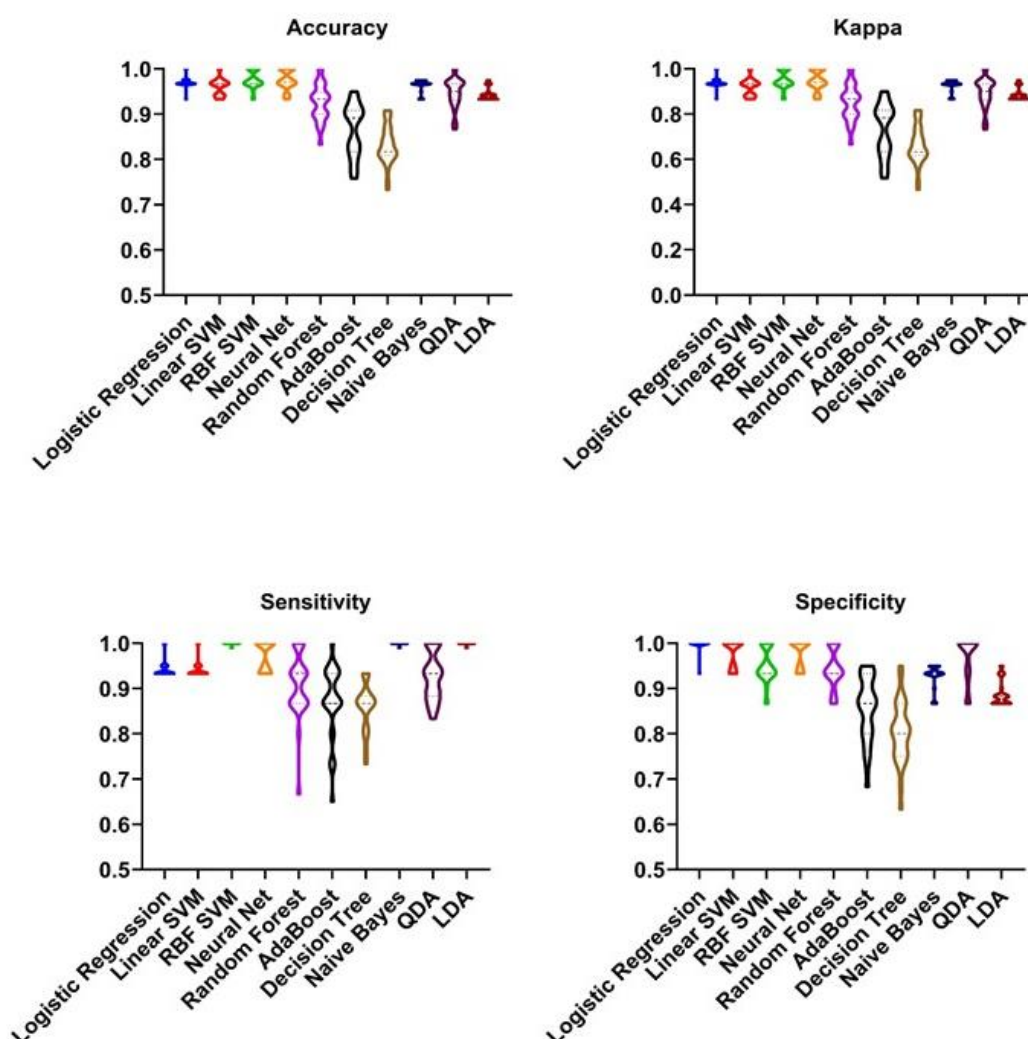 Accuracy
1.0
0.9
0.8
0.7
0.6
0.5
Logistic Regression
Linear SVM
RBF SVM
Neural Net
Random Forest
AdaBoost
Decision Tree
Naive Bayes
QDA
LDA
Kappa
1.0
0.9
0.8
0.4
0.2
0.0
Logistic Regression
Linear SVM
RBF SVM
Neural Net
Random Forest
AdaBoost
Decision Tree
Naive Bayes
QDA
LDA
Sensitivity
1.0
0.9
0.8
0.7
0.6
0.5
Logistic Regression
Linear SVM
RBF SVM
Neural Net
Random Forest
AdaBoost
Decision Tree
Naive Bayes
QDA
LDA
Specificity
1.0
0.9
0.8
0.7
0.6
0.5
Logistic Regression
Linear SVM
RBF SVM
Neural Net
Random Forest
AdaBoost
Decision Tree
Naive Bayes
QDA
LDA